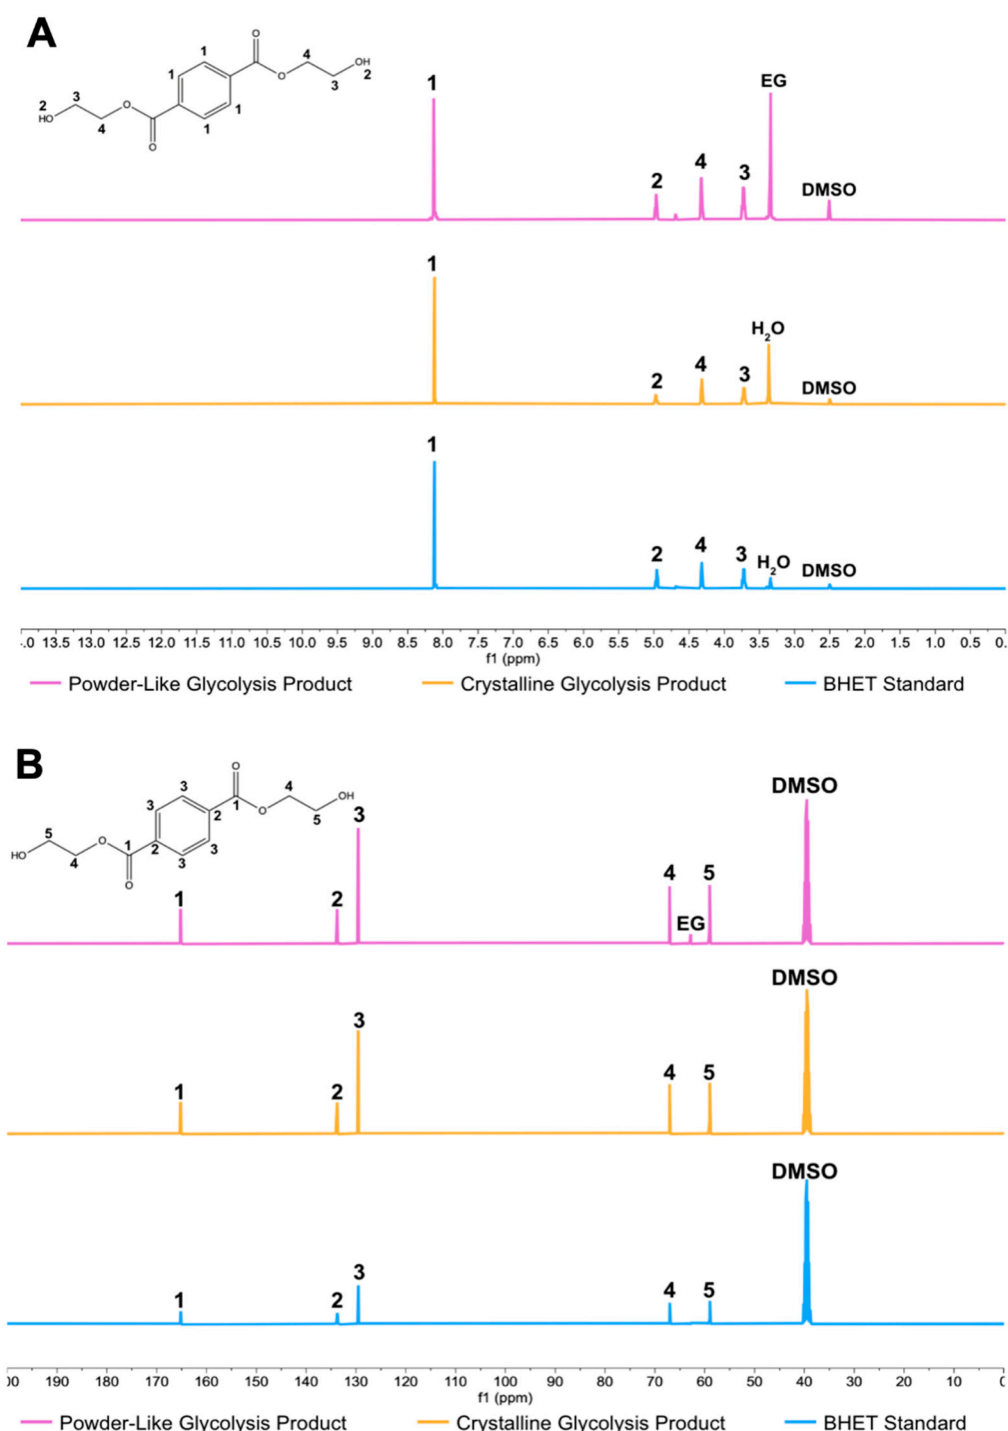 A
O
4
OH
1
O
3
2
1
EG
2
3
O
1
1
HO
4
1
O
1
2
4
3
DMSO
1
H2O
2
4
3
DMSO
1
2
4
3
H2O
DMSO
.0 13.5 13.0 12.5 12.0 11.5 11.0 10.5 10.0 9.5 9.0 8.5 8.0 7.5 7.0 6.5 6.0 5.5 5.0 4.5 4.0 3.5 3.0 2.5 2.0 1.5 1.0 0.5 0.
f1 (ppm)
Powder-Like Glycolysis Product Crystalline Glycolysis Product BHET Standard
B
O
3
4
OH
3
2
1
O
5
5
O
1
2
3
HO
4
3
O
3
1
2
4
EG
5
DMSO
1
2
3
4
5
DMSO
1
2
3
4
5
DMSO
00 190 180 170 160 150 140 130 120 110 100 90 80 70 60 50 40 30 20 10 0
f1 (ppm)
Powder-Like Glycolysis Product Crystalline Glycolysis Product BHET Standard